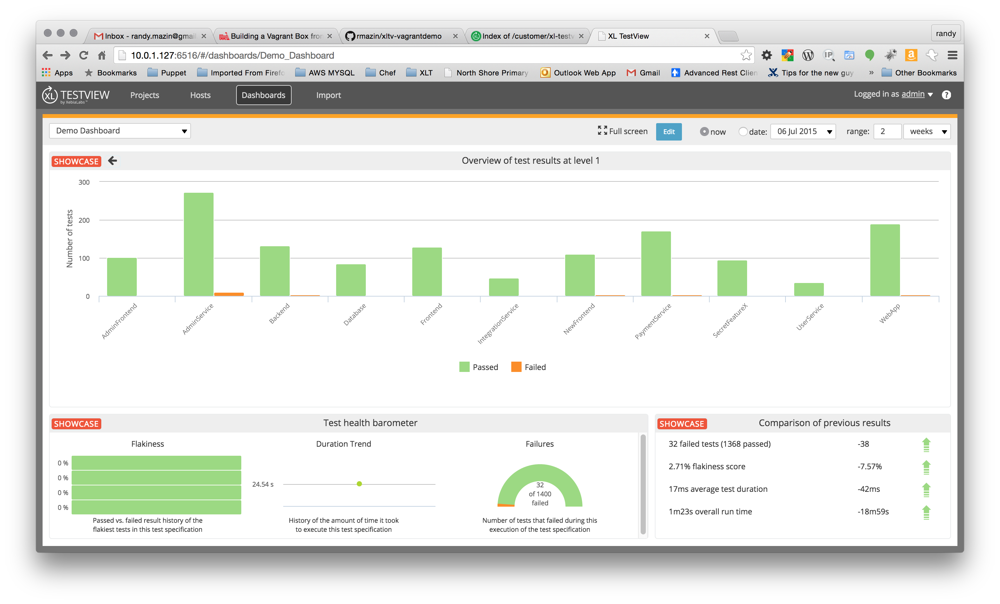 Inbox - randy.mazin@gmail
Building a Vagrant Box fron
rmazin/xltv-vagrantdemo
Index of /customer/xl-testv
XL TestView
randy
10.0.1.127:6516/#/dashboards/Demo_Dashboard
Apps
Bookmarks
Puppet
Imported From Firefo
AWS MYSQL
Chef
XLT
North Shore Primary
Outlook Web App
Gmail
Advanced Rest Clien
Tips for the new guy
»
Other Bookmarks
XL TESTVIEW
by XebiaLabs™
Projects
Hosts
Dashboards
Import
Logged in as admin
?
Demo Dashboard
Full screen
Edit
now
date:
06 Jul 2015
range:
2
weeks
SHOWCASE
Overview of test results at level 1
Number of tests
300
200
100
0
AdminFrontend
AdminService
Backend
Database
Frontend
IntegrationService
NewFrontend
PaymentService
SecretFeatureX
UserService
WebApp
Passed
Failed
SHOWCASE
Test health barometer
Flakiness
0 %
0 %
0 %
0 %
Passed vs. failed result history of the
flakiest tests in this test specification
Duration Trend
24.54 s
History of the amount of time it took
to execute this test specification
Failures
32
of 1400
failed
Number of tests that failed during this
execution of the test specification
SHOWCASE
Comparison of previous results
32 failed tests (1368 passed) -38
2.71% flakiness score -7.57%
17ms average test duration -42ms
1m23s overall run time -18m59s